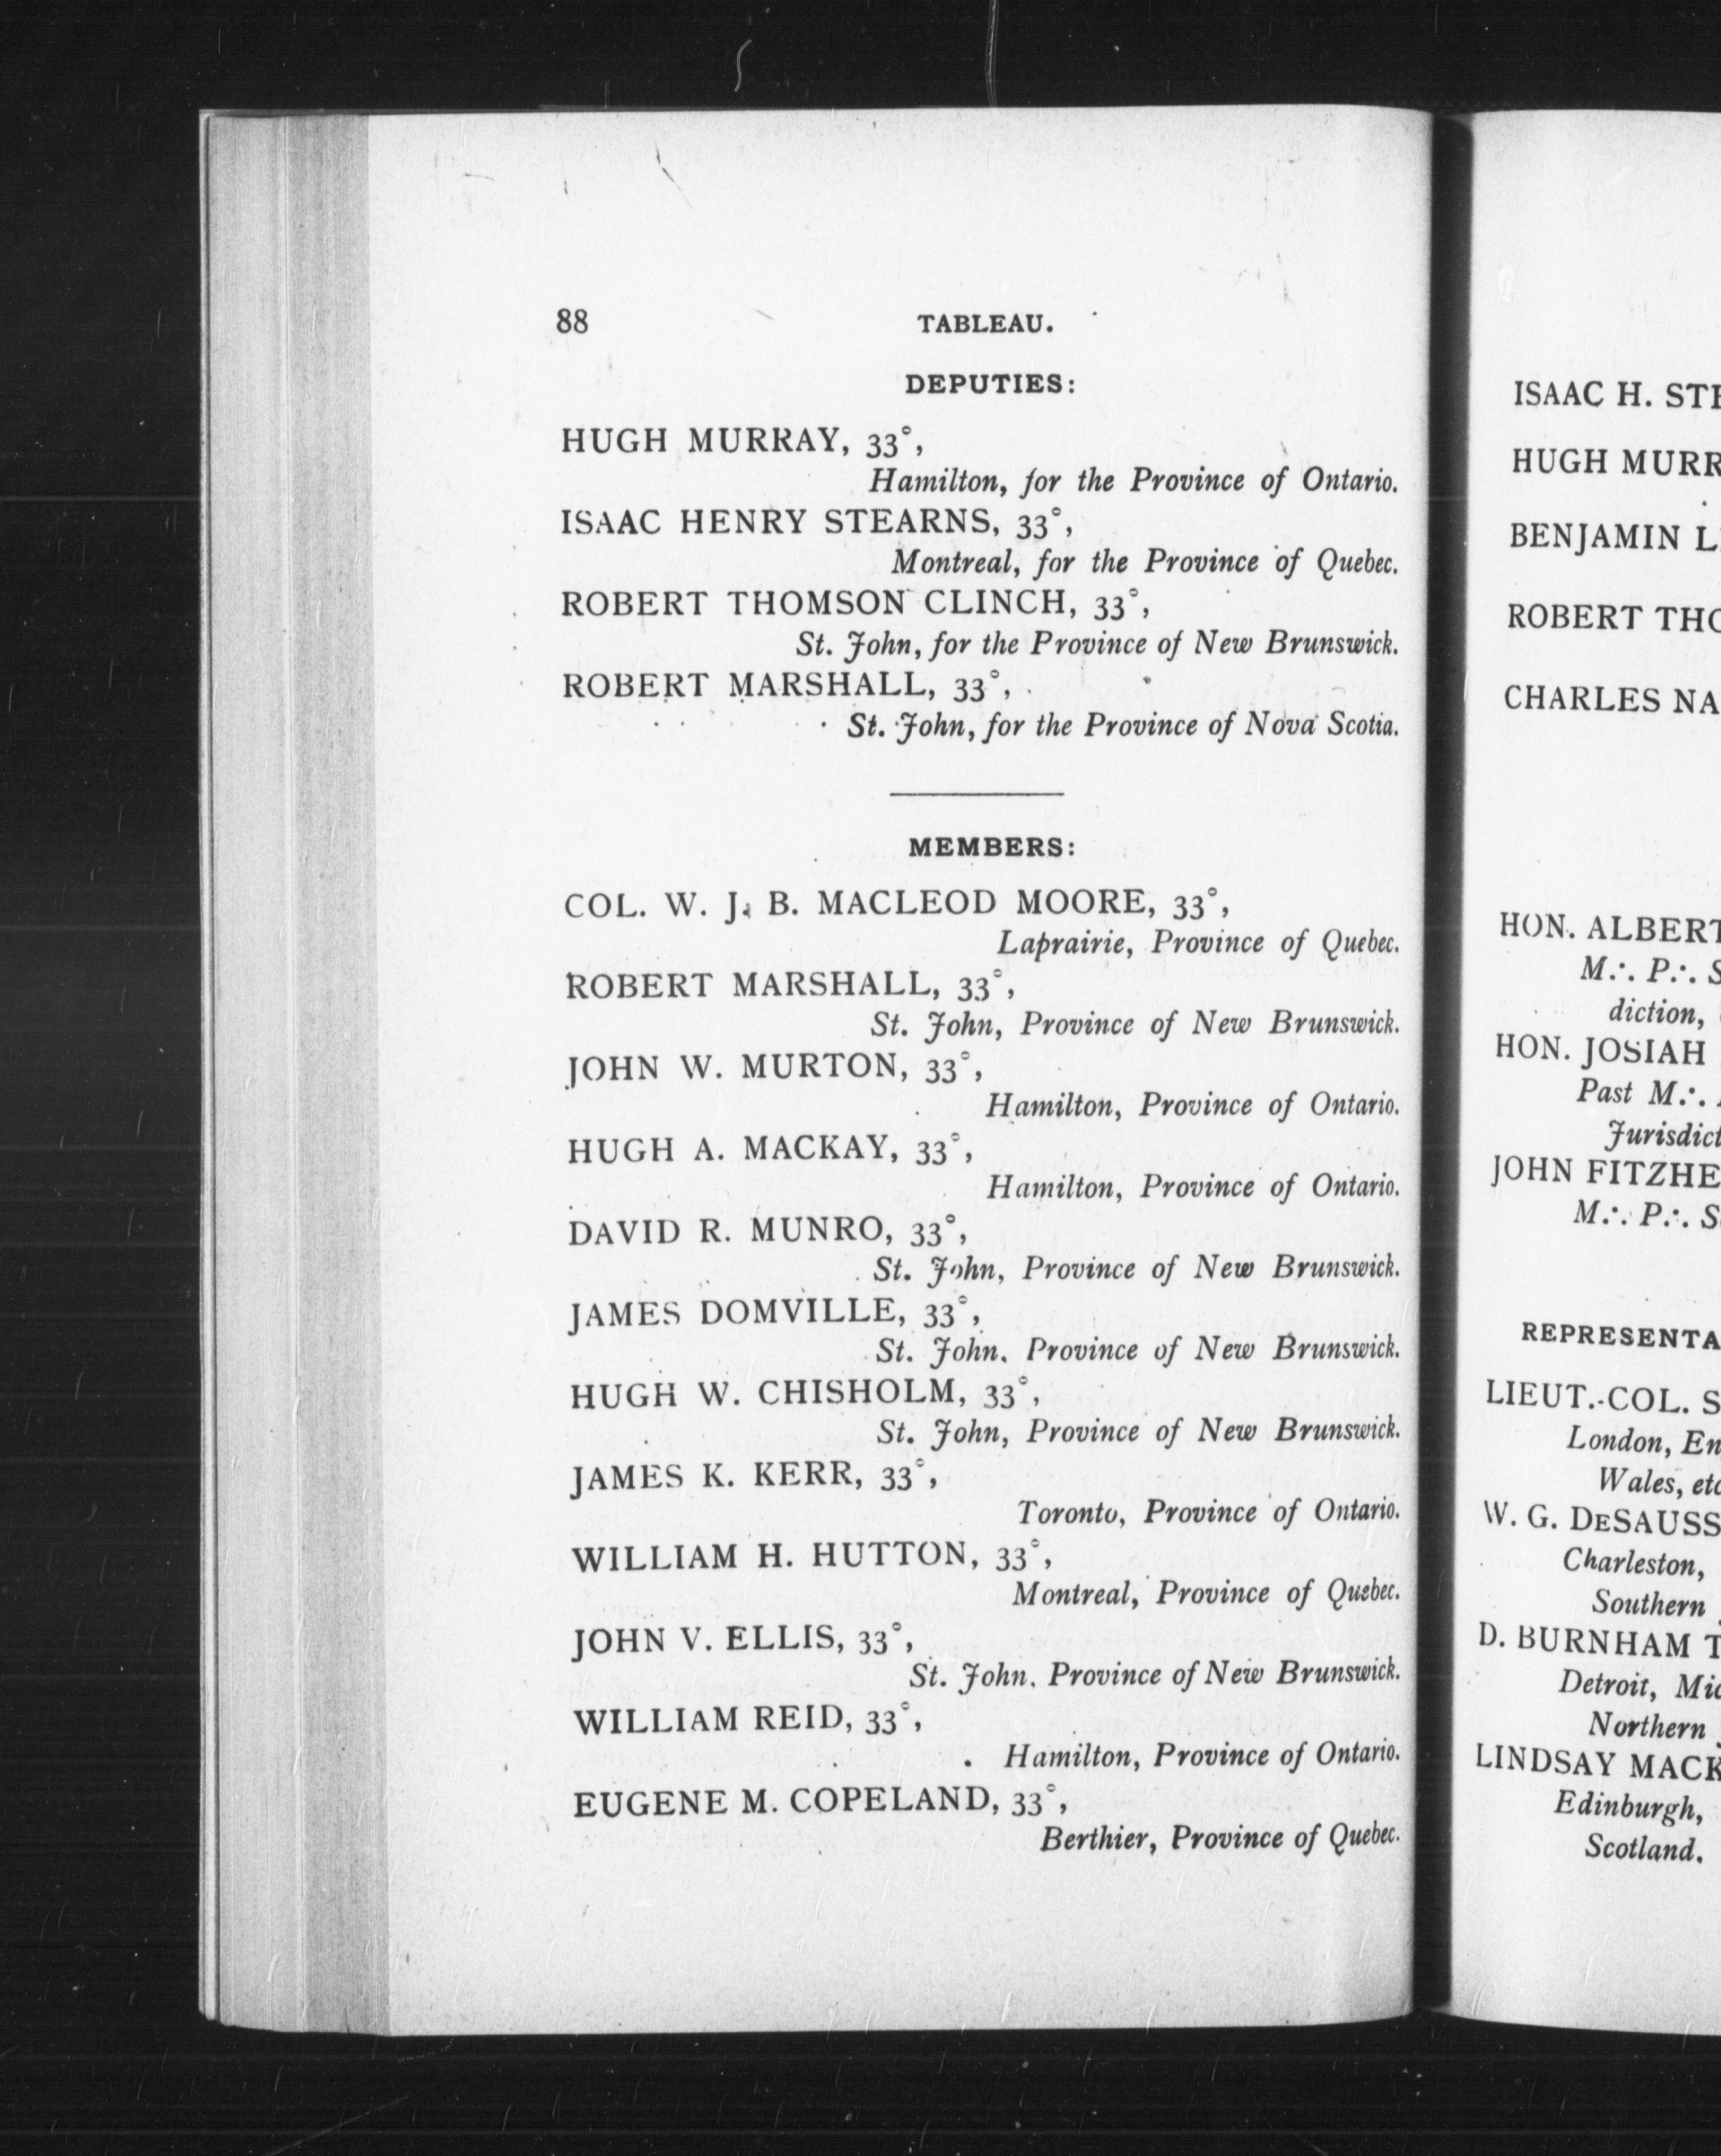 88
TABLEAU.
DEPUTIES:
HUGH MURRAY, 33°,
Hamilton, for the Province of Ontario.
ISAAC HENRY STEARNS, 33°,
Montreal, for the Province of Quebec.
ROBERT THOMSON CLINCH, 33°,
St. John, for the Province of New Brunswick.
ROBERT MARSHALL, 33°,
St. John, for the Province of Nova Scotia.
MEMBERS:
COL. W. J. B. MACLEOD MOORE, 33°,
Laprairie, Province of Quebec.
ROBERT MARSHALL, 33°,
St. John, Province of New Brunswick.
JOHN W. MURTON, 33°,
Hamilton, Province of Ontario.
HUGH A. MACKAY, 33°,
Hamilton, Province of Ontario.
DAVID R. MUNRO, 33°,
St. John, Province of New Brunswick.
JAMES DOMVILLE, 33°,
St. John, Province of New Brunswick.
HUGH W. CHISHOLM, 33°,
St. John, Province of New Brunswick.
JAMES K. KERR, 33°,
Toronto, Province of Ontario.
WILLIAM H. HUTTON, 33°,
Montreal, Province of Quebec.
JOHN V. ELLIS, 33°,
St. John, Province of New Brunswick.
WILLIAM REID, 33°,
Hamilton, Province of Ontario.
EUGENE M. COPELAND, 33°,
Berthier, Province of Quebec.
ISAAC H.
HUGH
BENJAMIN
ROBERT
CHARLES
HON. ALBERT
M∴ P∴
diction,
HON. JOSIAH
Past M∴
JOHN
M∴ P∴
LIEUT.-COL.
London,
Wales,
W. G.
Charleston,
Southern
D. BURNHAM
Detroit,
Northern
LINDSAY
Edinburgh,
Scotland.